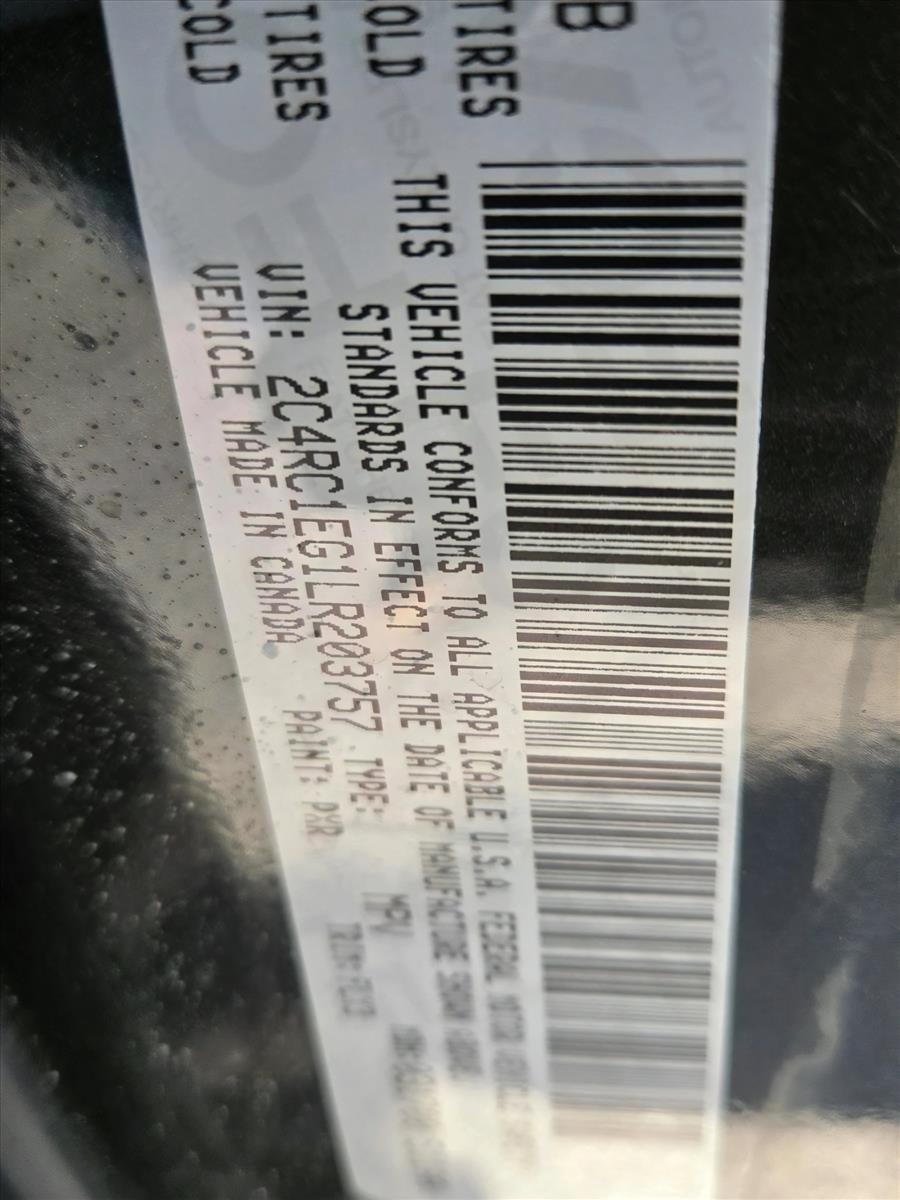 B
TIRES
OLD
TIRES
COLD
THIS VEHICLE CONFORMS TO ALL APPLICABLE U.S.A. FEDERAL MOTOR VEHICLE
STANDARDS IN EFFECT ON THE DATE OF MANUFACTURE SHOWN ABOVE
VIN: 2C4RC1EG1LR203757 TYPE: MPV
VEHICLE MADE IN CANADA PAINT: PXR